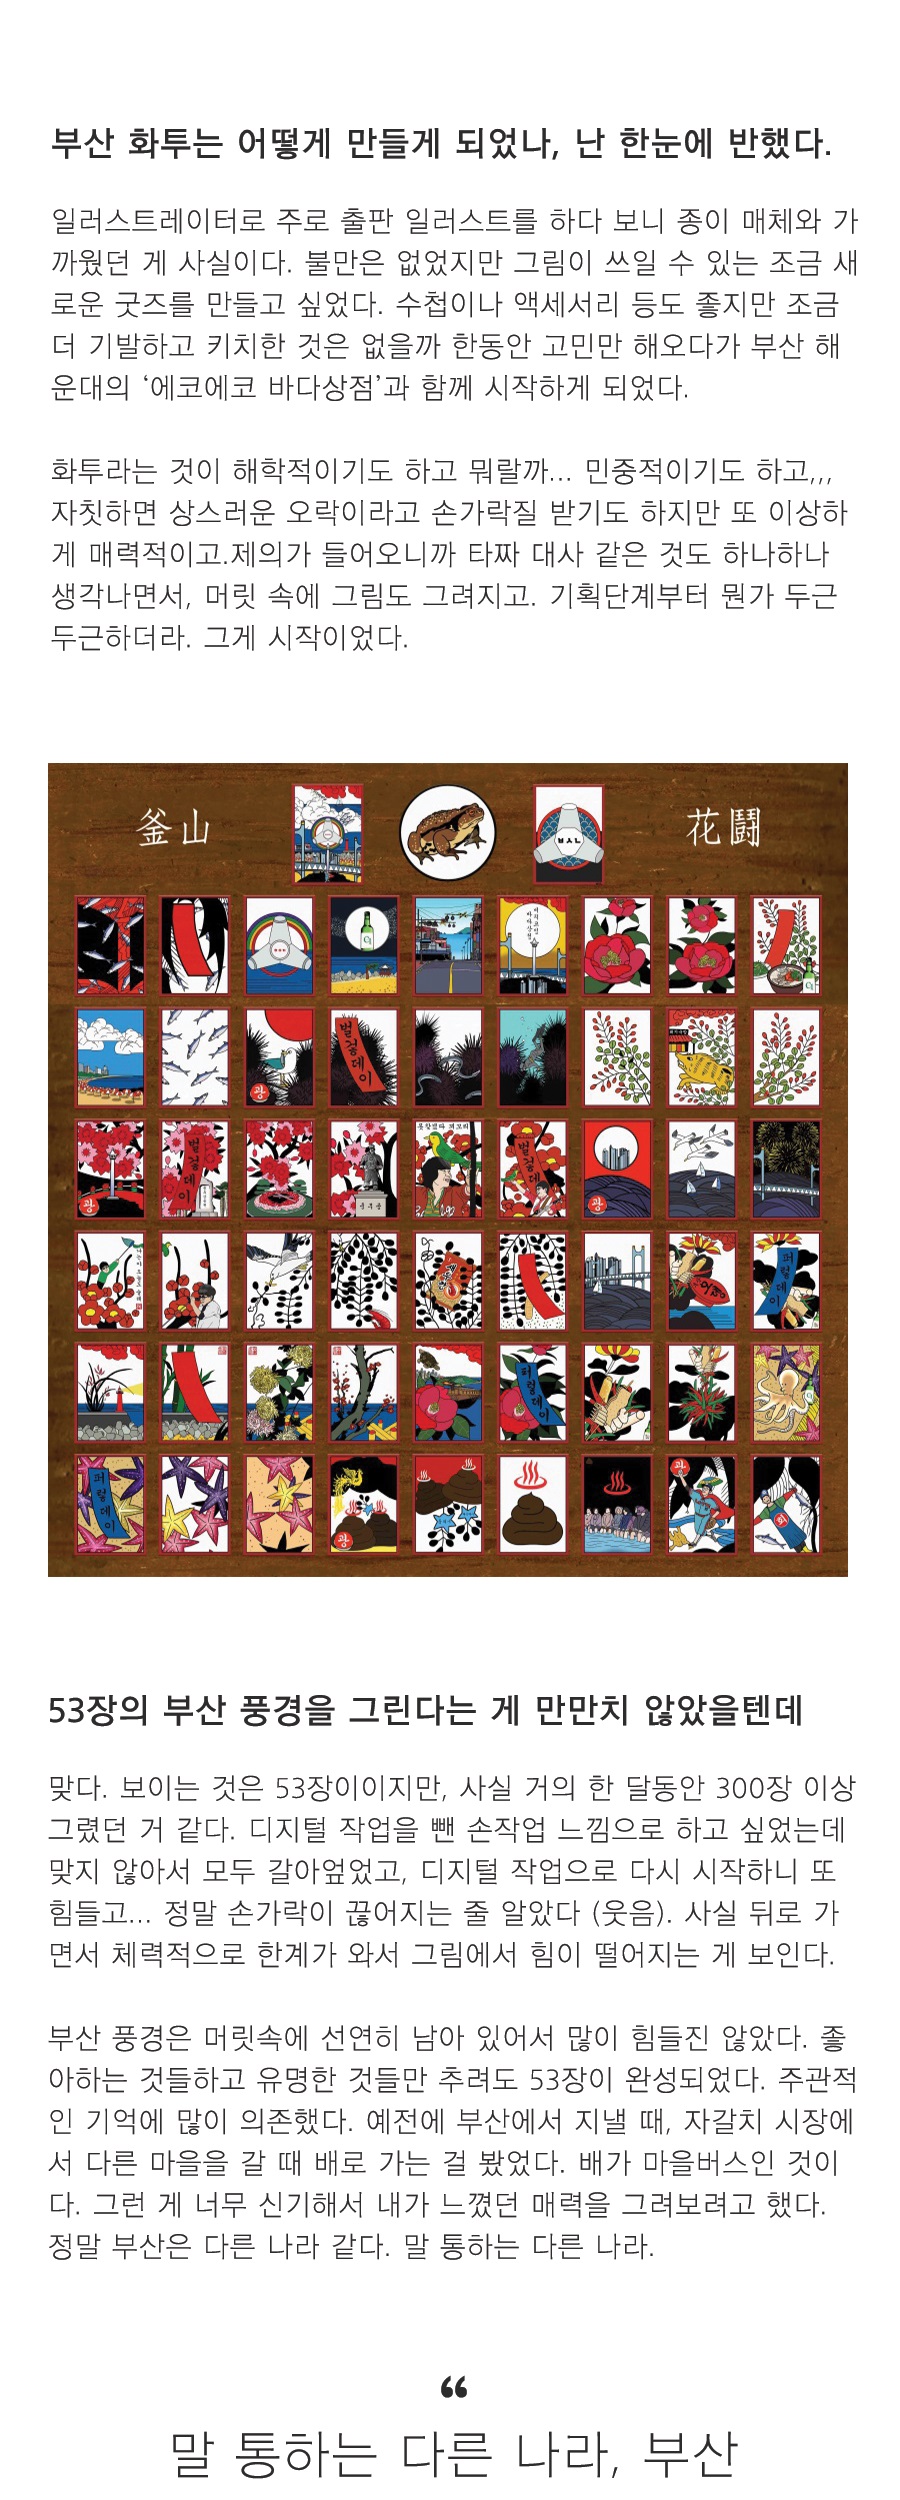 부산 화투는 어떻게 만들게 되었나, 난 한눈에 반했다.
일러스트레이터로 주로 출판 일러스트를 하다 보니 종이 매체와 가
까웠던 게 사실이다. 불만은 없었지만 그림이 쓰일 수 있는 조금 새
로운 굿즈를 만들고 싶었다. 수첩이나 액세서리 등도 좋지만 조금
더 기발하고 키치한 것은 없을까 한동안 고민만 해오다가 부산 해
운대의 ‘에코에코 바다상점’과 함께 시작하게 되었다.
화투라는 것이 해학적이기도 하고 뭐랄까... 민중적이기도 하고,,,
자칫하면 상스러운 오락이라고 손가락질 받기도 하지만 또 이상하
게 매력적이고.제의가 들어오니까 타짜 대사 같은 것도 하나하나
생각나면서, 머릿 속에 그림도 그려지고. 기획단계부터 뭔가 두근
두근하더라. 그게 시작이었다.
釜山
花鬪
벌겅데이
광
벌겅데이
광
광
퍼렁데이
퍼렁데이
퍼렁데이
광
광
회
53장의 부산 풍경을 그린다는 게 만만치 않았을텐데
맞다. 보이는 것은 53장이이지만, 사실 거의 한 달동안 300장 이상
그렸던 거 같다. 디지털 작업을 뺀 손작업 느낌으로 하고 싶었는데
맞지 않아서 모두 갈아엎었고, 디지털 작업으로 다시 시작하니 또
힘들고... 정말 손가락이 끊어지는 줄 알았다 (웃음). 사실 뒤로 가
면서 체력적으로 한계가 와서 그림에서 힘이 떨어지는 게 보인다.
부산 풍경은 머릿속에 선연히 남아 있어서 많이 힘들진 않았다. 좋
아하는 것들하고 유명한 것들만 추려도 53장이 완성되었다. 주관적
인 기억에 많이 의존했다. 예전에 부산에서 지낼 때, 자갈치 시장에
서 다른 마을을 갈 때 배로 가는 걸 봤었다. 배가 마을버스인 것이
다. 그런 게 너무 신기해서 내가 느꼈던 매력을 그려보려고 했다.
정말 부산은 다른 나라 같다. 말 통하는 다른 나라.
“
말 통하는 다른 나라, 부산